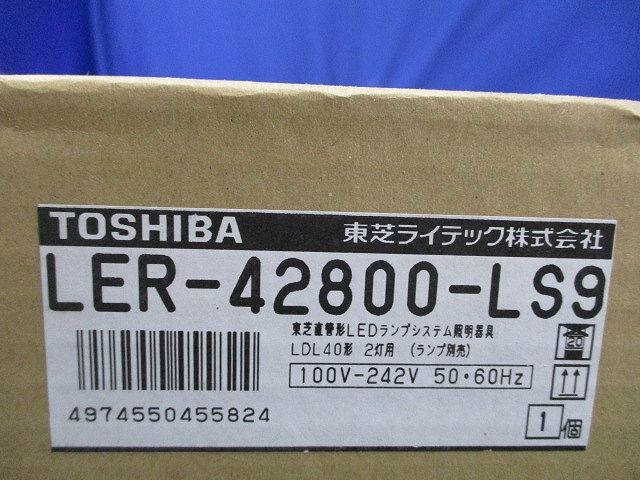 TOSHIBA 東芝ライテック株式会社
LER-42800-LS9
東芝直管形LEDランプシステム照明器具
LDL40形 2灯用 (ランプ別売)
100V-242V 50・60Hz
4974550455824
20
1個